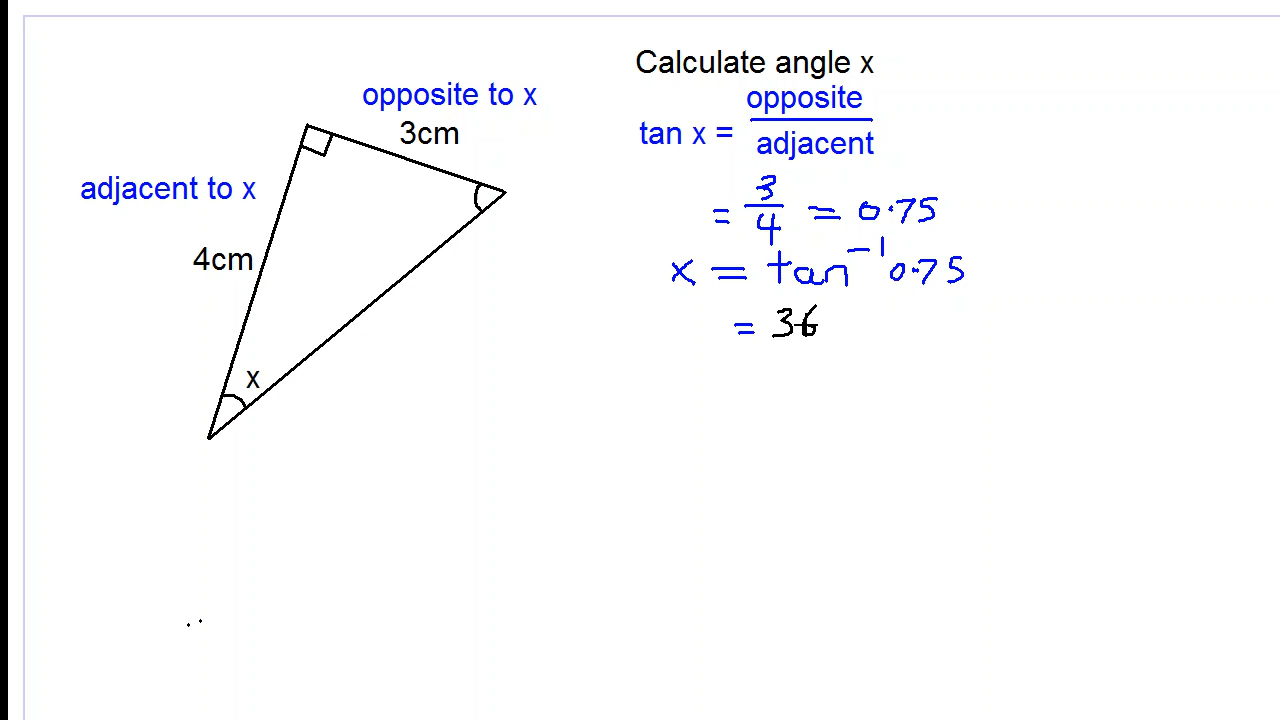 Calculate angle x
opposite to x
3cm
tan x = opposite
adjacent
adjacent to x
= 3
4 = 0.75
4cm
x = tan⁻¹ 0.75
= 36
x